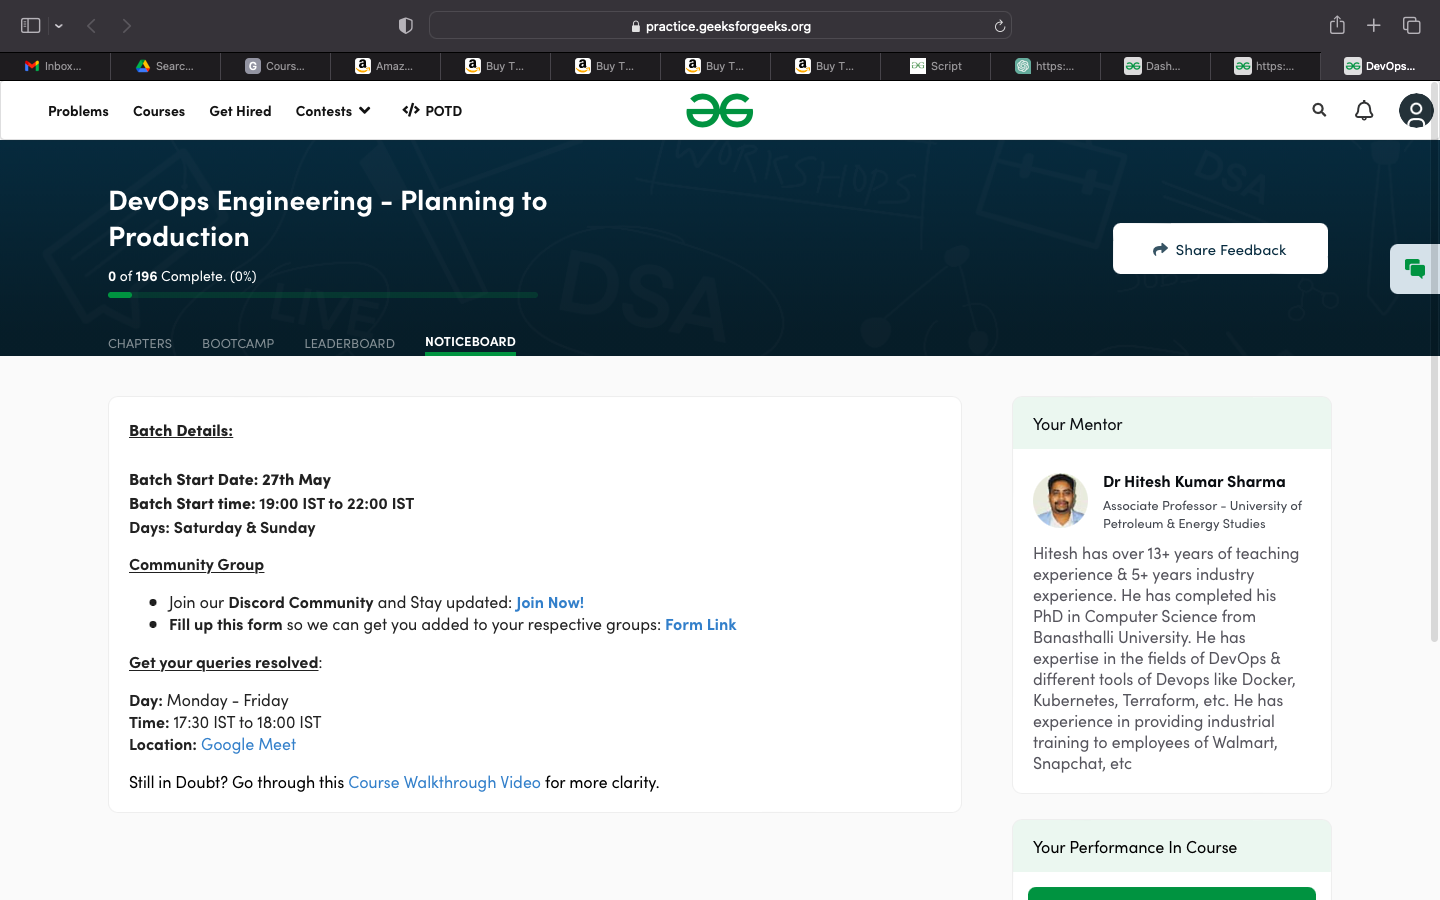 practice.geeksforgeeks.org
Inbox...
Searc...
G Cours...
Amaz...
Buy T...
Buy T...
Buy T...
Buy T...
Script
https:...
Dash...
https:...
DevOps...
Problems Courses Get Hired Contests </> POTD
WORKSHOPS
DSA
DevOps Engineering - Planning to
Production
Share Feedback
0 of 196 Complete. (0%)
LIVE
DSA
CHAPTERS BOOTCAMP LEADERBOARD NOTICEBOARD
Batch Details:
Batch Start Date: 27th May
Batch Start time: 19:00 IST to 22:00 IST
Days: Saturday & Sunday
Community Group
• Join our Discord Community and Stay updated: Join Now!
• Fill up this form so we can get you added to your respective groups: Form Link
Get your queries resolved:
Day: Monday - Friday
Time: 17:30 IST to 18:00 IST
Location: Google Meet
Still in Doubt? Go through this Course Walkthrough Video for more clarity.
Your Mentor
Dr Hitesh Kumar Sharma
Associate Professor - University of
Petroleum & Energy Studies
Hitesh has over 13+ years of teaching
experience & 5+ years industry
experience. He has completed his
PhD in Computer Science from
Banasthalli University. He has
expertise in the fields of DevOps &
different tools of Devops like Docker,
Kubernetes, Terraform, etc. He has
experience in providing industrial
training to employees of Walmart,
Snapchat, etc
Your Performance In Course